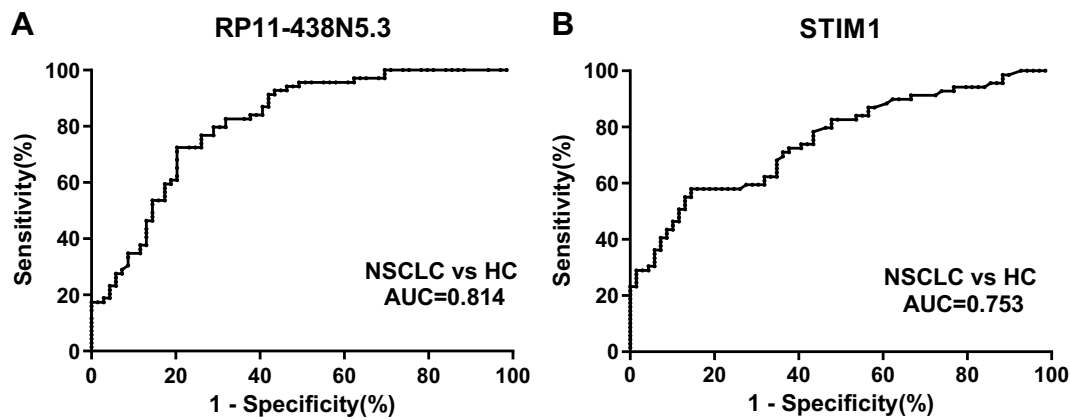 A
RP11-438N5.3
100
80
60
40
20
0
Sensitivity(%)
NSCLC vs HC
AUC=0.814
0 20 40 60 80 100
1 - Specificity(%)
B
STIM1
100
80
60
40
20
0
Sensitivity(%)
NSCLC vs HC
AUC=0.753
0 20 40 60 80 100
1 - Specificity(%)